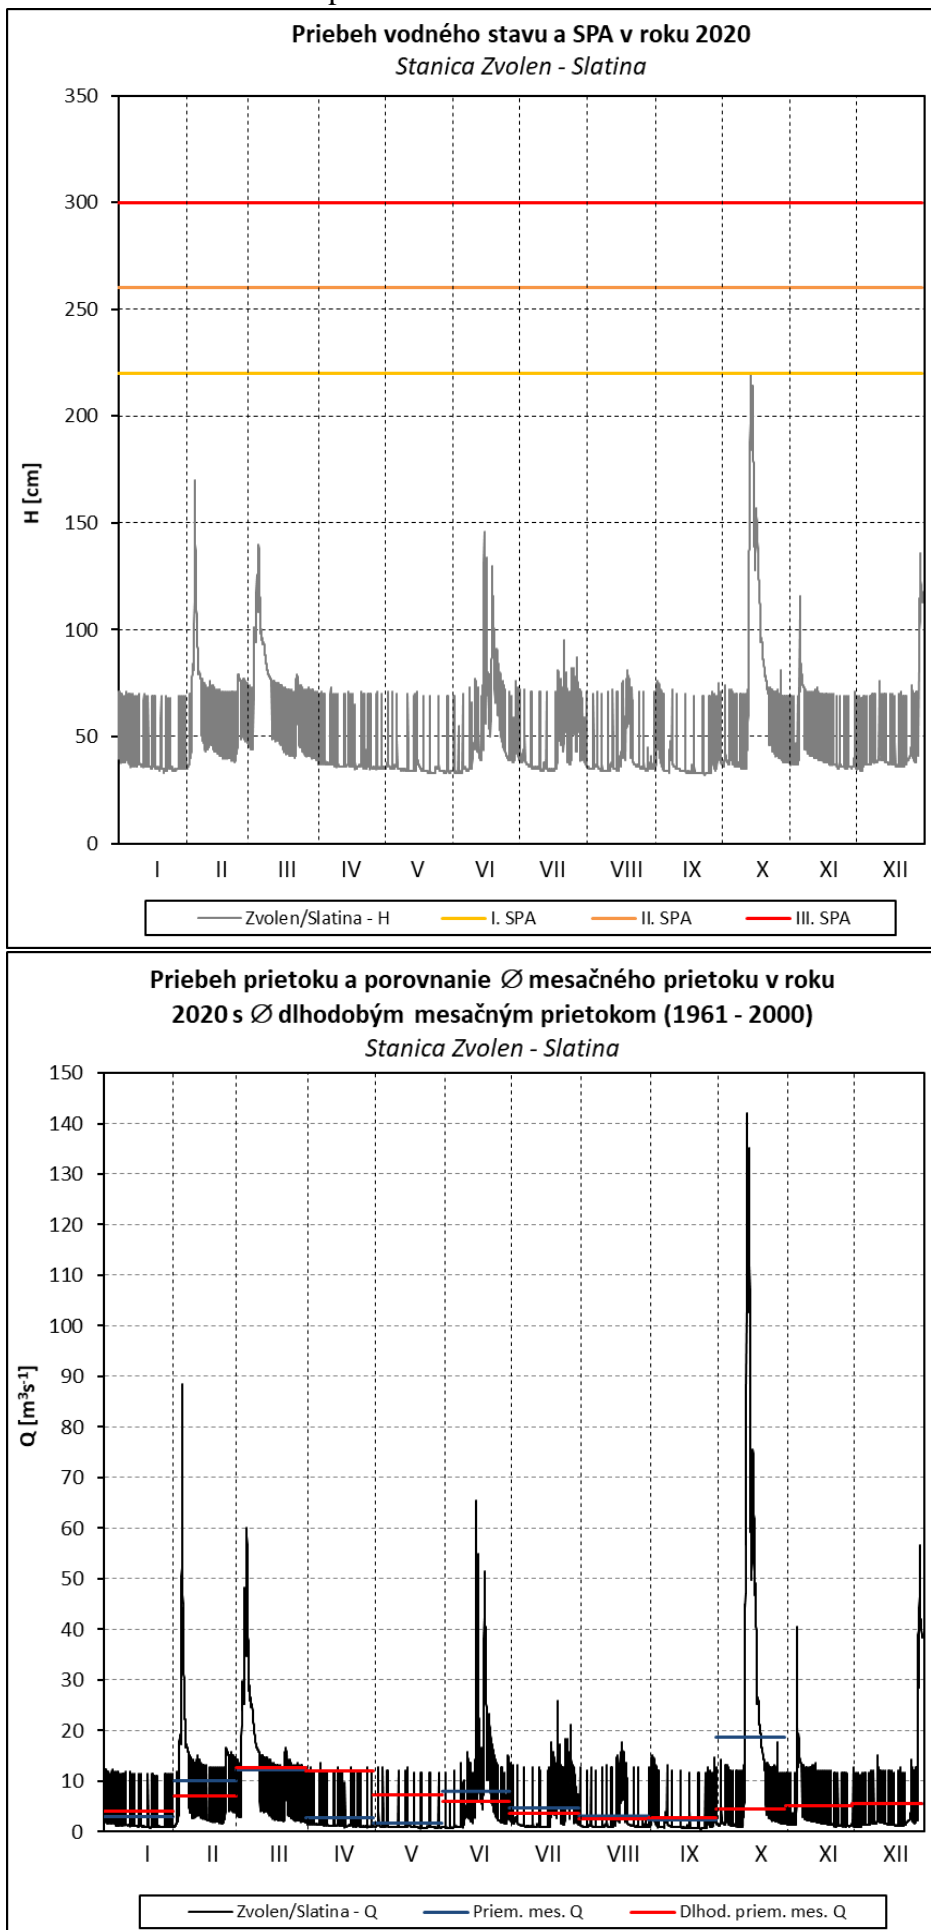 Priebeh vodného stavu a SPA v roku 2020
Stanica Zvolen - Slatina
350
300
250
200
150
100
50
0
H [cm]
I II III IV V VI VII VIII IX X XI XII
Zvolen/Slatina - H I. SPA II. SPA III. SPA
Priebeh prietoku a porovnanie Ø mesačného prietoku v roku
2020 s Ø dlhodobým mesačným prietokom (1961 - 2000)
Stanica Zvolen - Slatina
150
140
130
120
110
100
90
80
70
60
50
40
30
20
10
0
Q [m³s⁻¹]
I II III IV V VI VII VIII IX X XI XII
Zvolen/Slatina - Q Priem. mes. Q Dlhod. priem. mes. Q